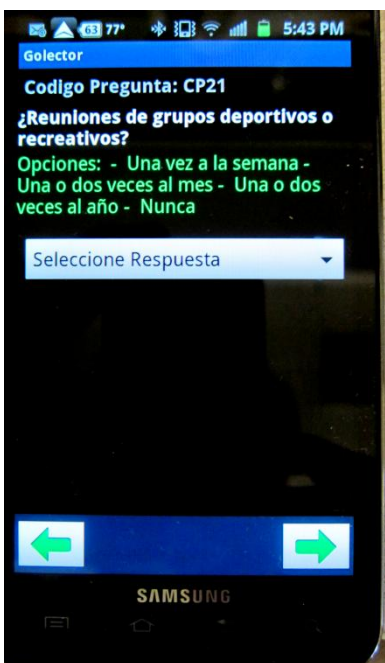 63 77° 5:43 PM
Golector
Codigo Pregunta: CP21
¿Reuniones de grupos deportivos o
recreativos?
Opciones: - Una vez a la semana -
Una o dos veces al mes - Una o dos
veces al año - Nunca
Seleccione Respuesta
SAMSUNG